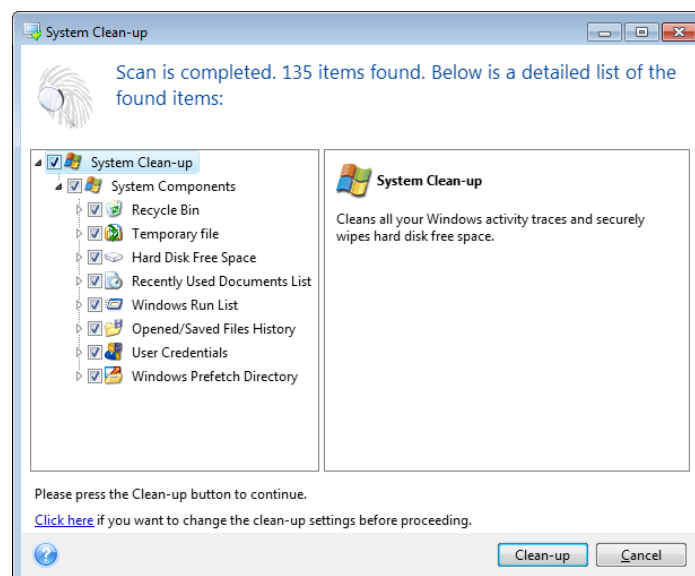 System Clean-up
Scan is completed. 135 items found. Below is a detailed list of the
found items:
System Clean-up
System Components
Recycle Bin
Temporary file
Hard Disk Free Space
Recently Used Documents List
Windows Run List
Opened/Saved Files History
User Credentials
Windows Prefetch Directory
System Clean-up
Cleans all your Windows activity traces and securely
wipes hard disk free space.
Please press the Clean-up button to continue.
Click here if you want to change the clean-up settings before proceeding.
Clean-up
Cancel